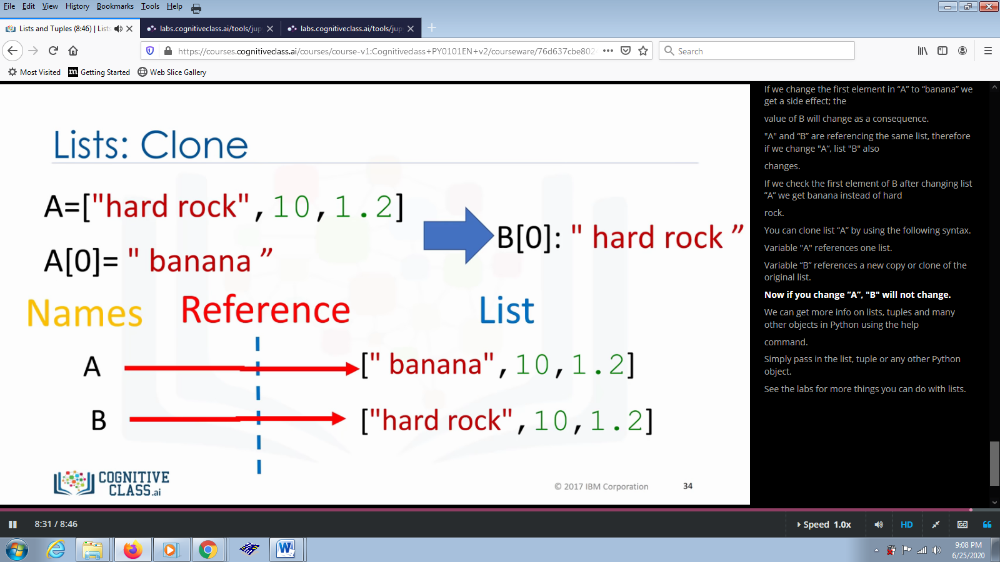 File Edit View History Bookmarks Tools Help
Lists and Tuples (8:46) | Lists
labs.cognitiveclass.ai/tools/jup
labs.cognitiveclass.ai/tools/jup
https://courses.cognitiveclass.ai/courses/course-v1:Cognitiveclass+PY0101EN+v2/courseware/76d637cbe802
Search
Most Visited Getting Started Web Slice Gallery
Lists: Clone
A=["hard rock",10,1.2]
A[0]= " banana ”
B[0]: " hard rock ”
Names Reference List
A [" banana",10,1.2]
B ["hard rock",10,1.2]
COGNITIVE
CLASS.ai
© 2017 IBM Corporation 34
If we change the first element in “A” to “banana” we
get a side effect; the
value of B will change as a consequence.
"A" and “B” are referencing the same list, therefore
if we change "A“, list "B" also
changes.
If we check the first element of B after changing list
“A” we get banana instead of hard
rock.
You can clone list “A” by using the following syntax.
Variable "A" references one list.
Variable “B” references a new copy or clone of the
original list.
Now if you change “A”, "B" will not change.
We can get more info on lists, tuples and many
other objects in Python using the help
command.
Simply pass in the list, tuple or any other Python
object.
See the labs for more things you can do with lists.
8:31 / 8:46
Speed 1.0x
HD
CC
9:08 PM
6/25/2020